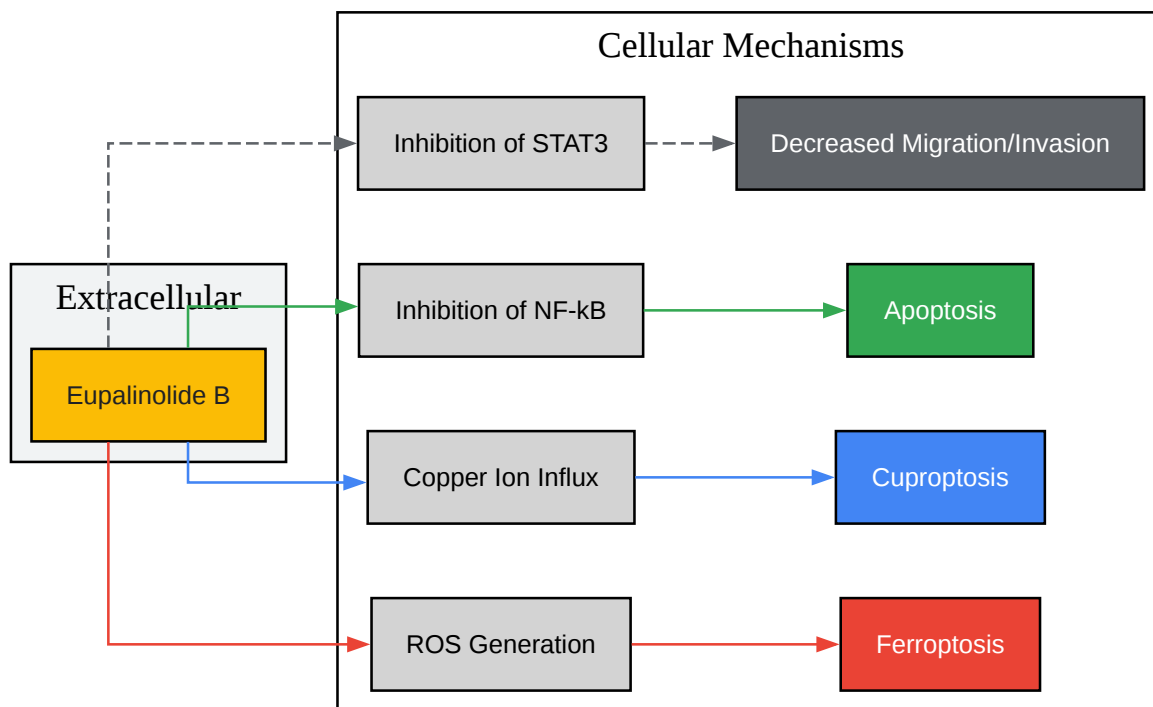 Cellular Mechanisms
Inhibition of STAT3
Decreased Migration/Invasion
Extracellular
Inhibition of NF-kB
Apoptosis
Eupalinolide B
Copper Ion Influx
Cuproptosis
ROS Generation
Ferroptosis